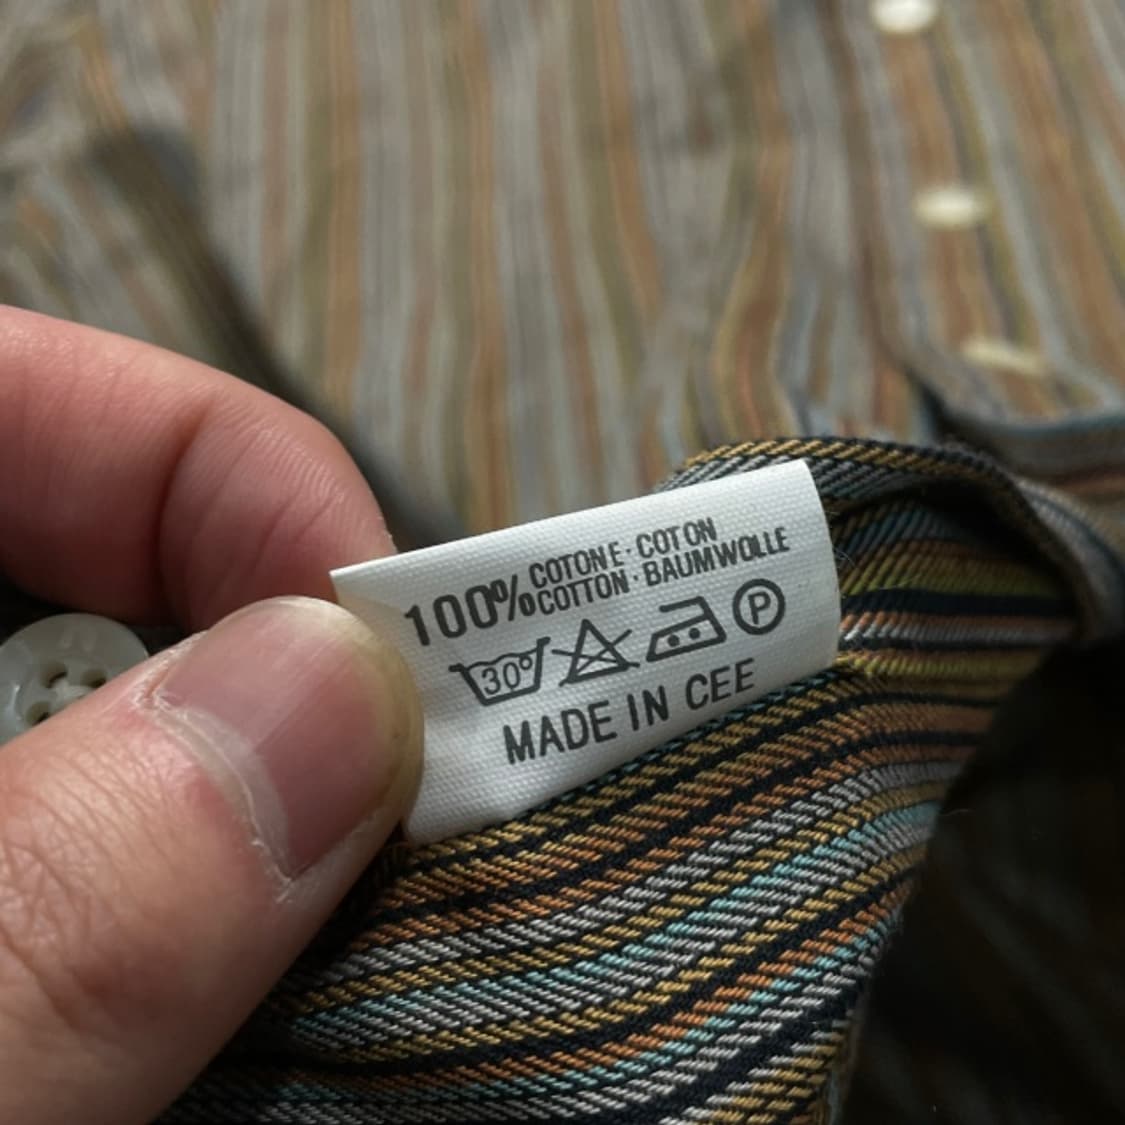 100% COTONE · COTON
COTTON · BAUMWOLLE
30° P
MADE IN CEE